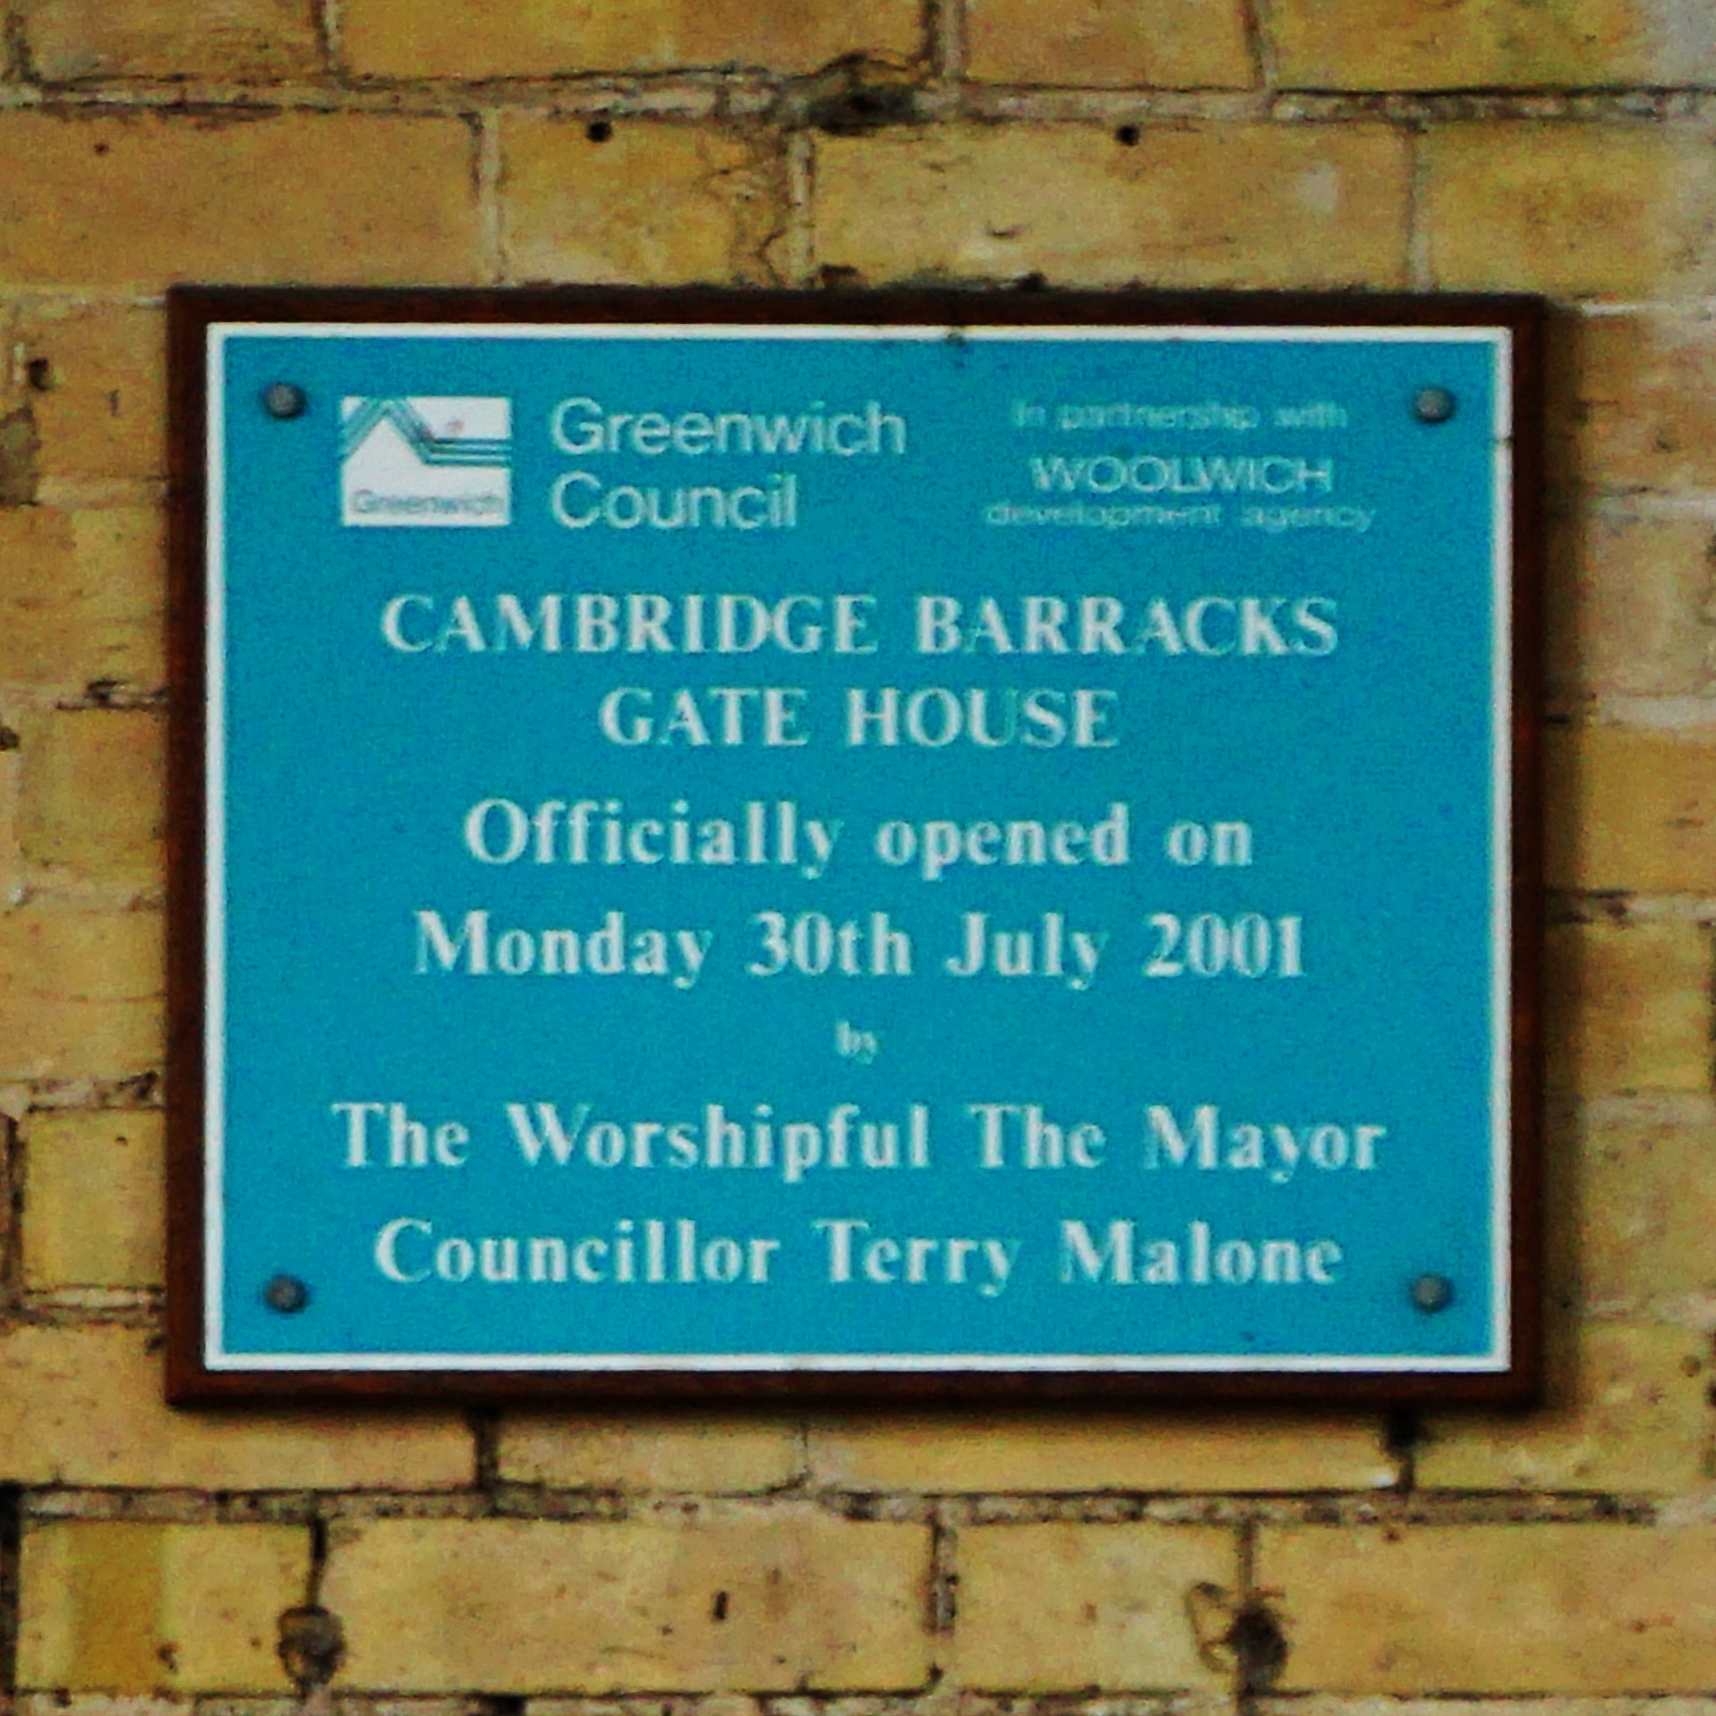 Greenwich
Greenwich
Council
In partnership with
WOOLWICH
development agency
CAMBRIDGE BARRACKS
GATE HOUSE
Officially opened on
Monday 30th July 2001
by
The Worshipful The Mayor
Councillor Terry Malone